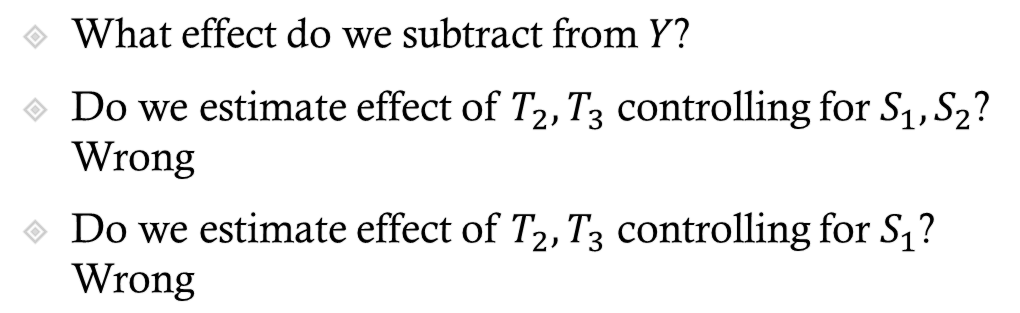 What effect do we subtract from Y?
Do we estimate effect of T₂, T₃ controlling for S₁, S₂?
Wrong
Do we estimate effect of T₂, T₃ controlling for S₁?
Wrong